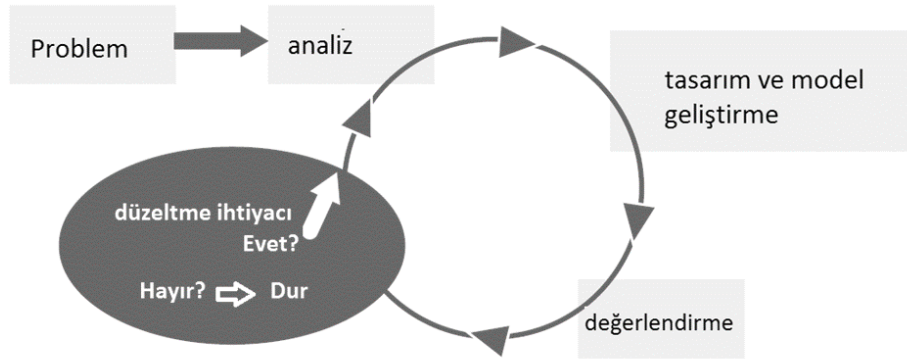 Problem
analiz
tasarım ve model
geliştirme
düzeltme ihtiyacı
Evet?
Hayır?
Dur
değerlendirme